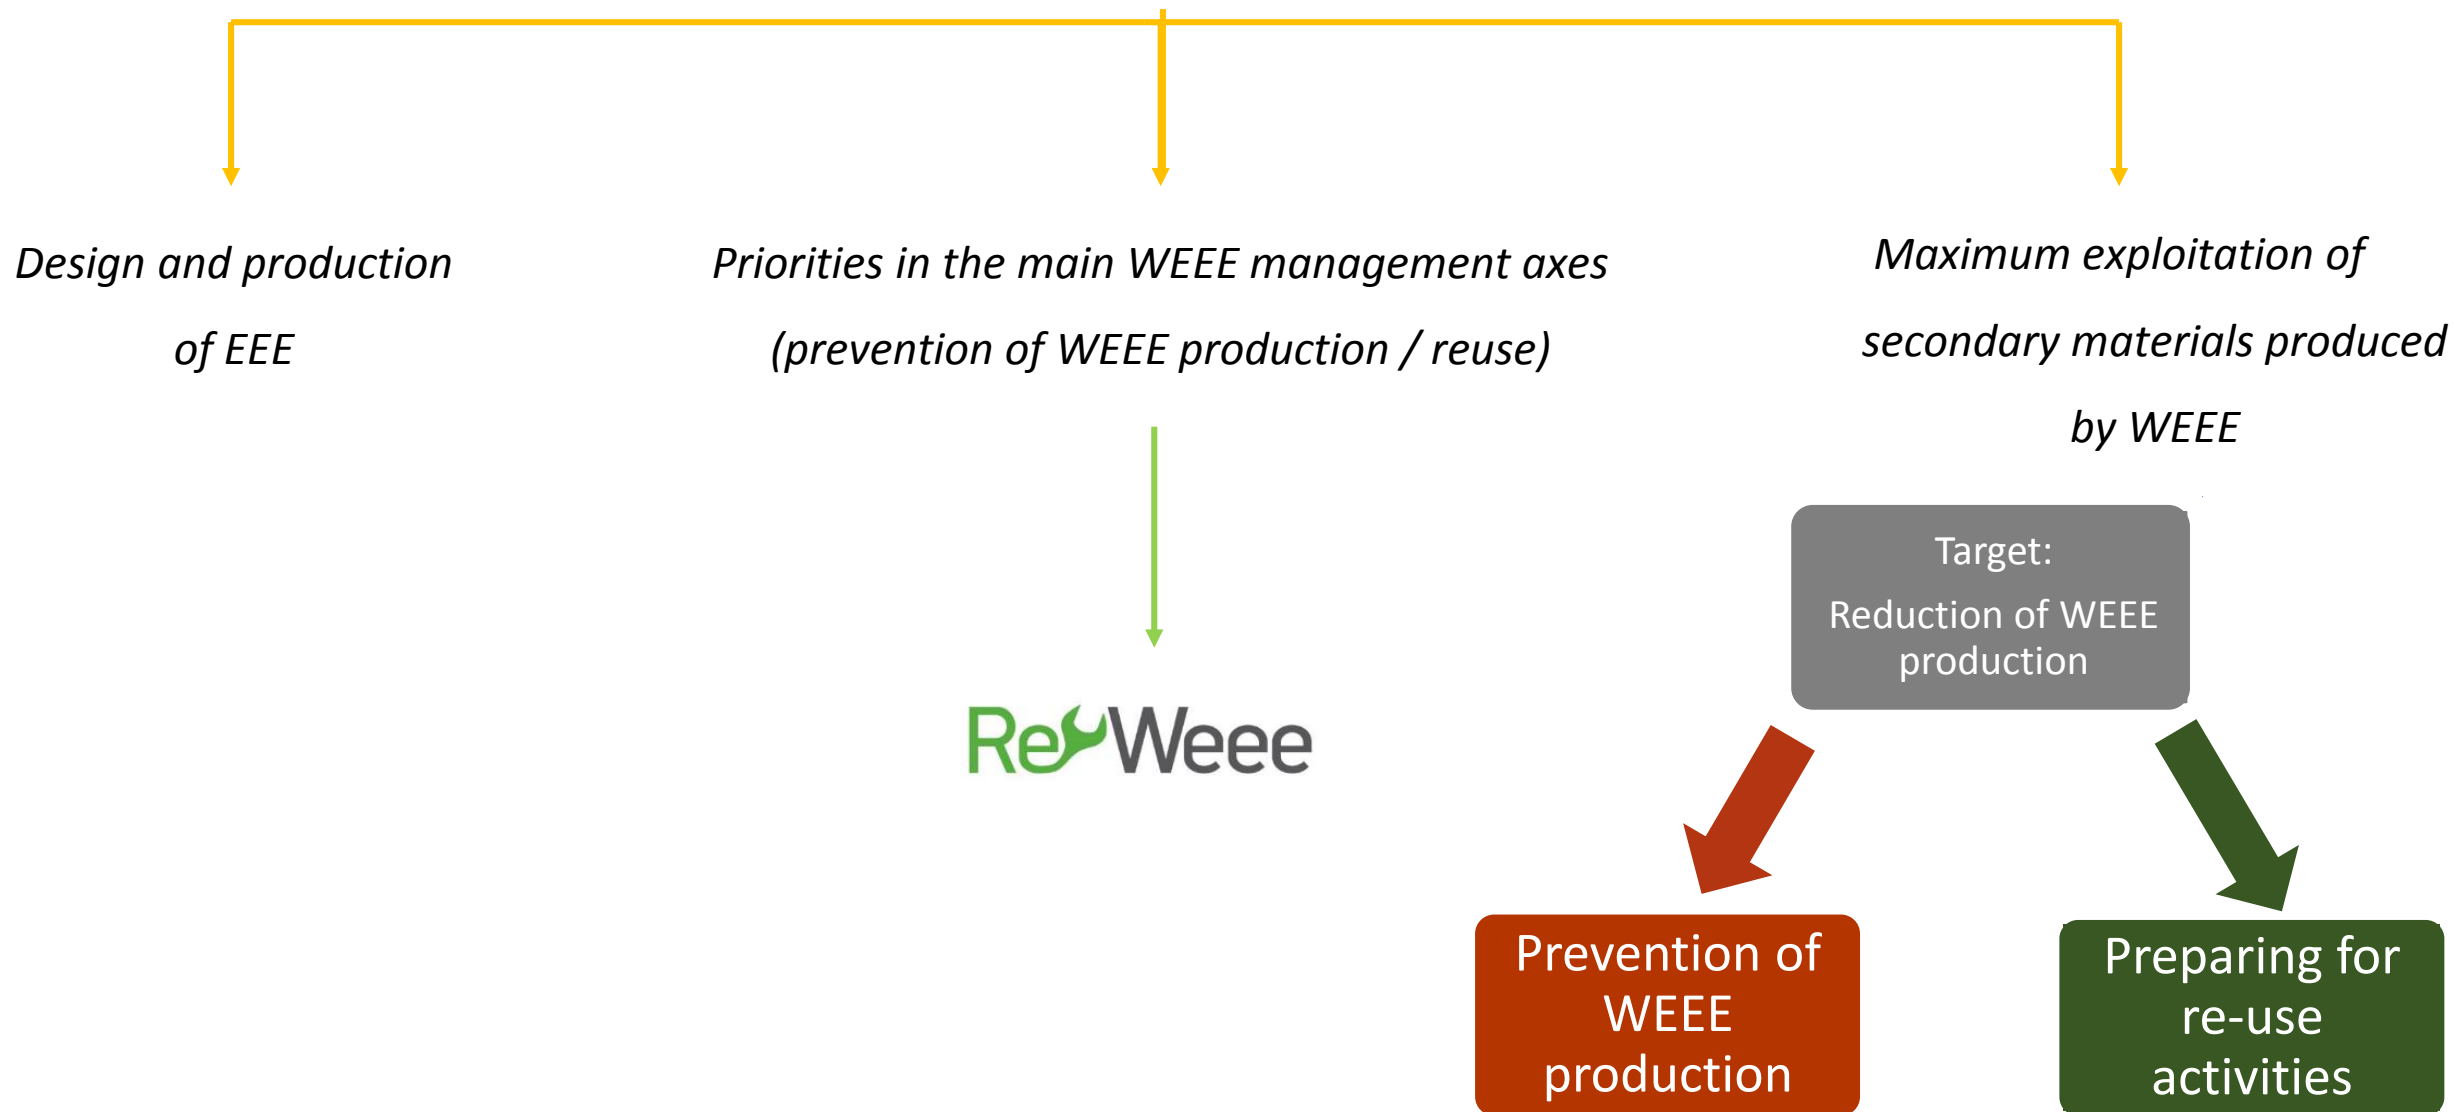 Design and production
of EEE
Priorities in the main WEEE management axes
(prevention of WEEE production / reuse)
Maximum exploitation of
secondary materials produced
by WEEE
Target:
Reduction of WEEE
production
ReWeee
Prevention of
WEEE
production
Preparing for
re-use
activities